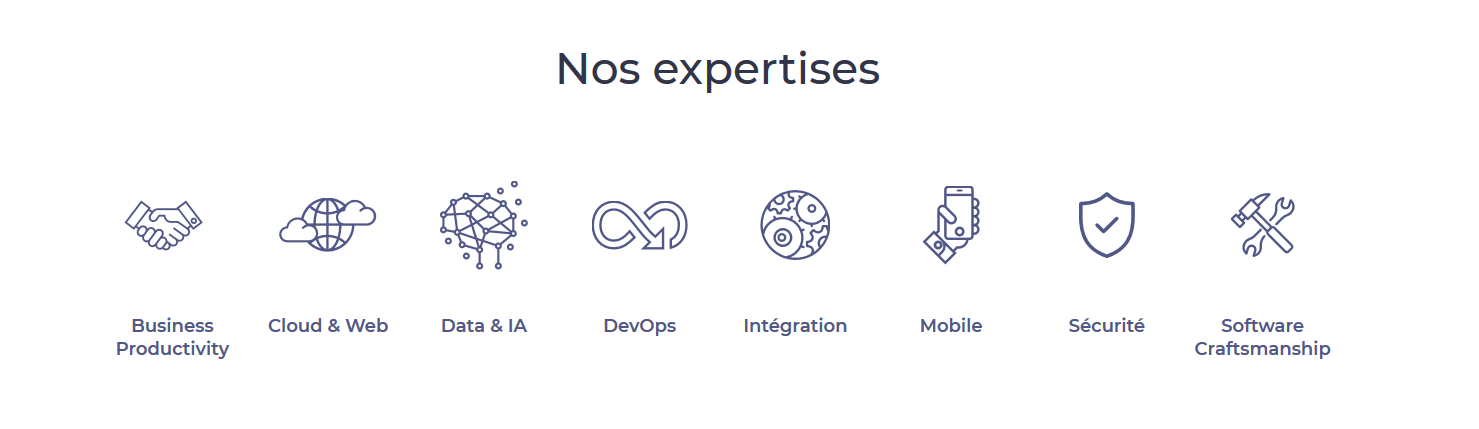 Nos expertises
Business
Productivity
Cloud & Web
Data & IA
DevOps
Intégration
Mobile
Sécurité
Software
Craftsmanship